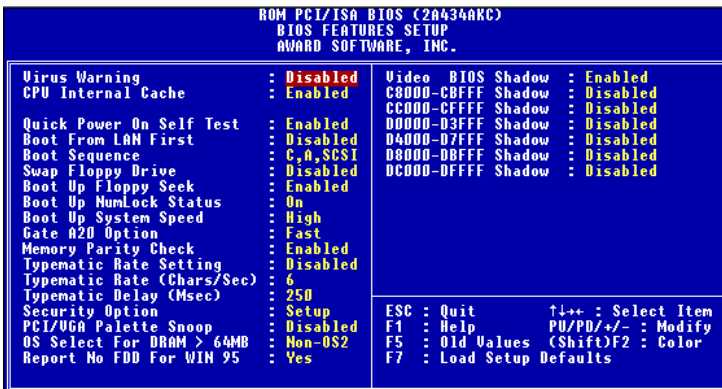 ROM PCI/ISA BIOS (2A434AKC)
BIOS FEATURES SETUP
AWARD SOFTWARE, INC.
Virus Warning : Disabled
CPU Internal Cache : Enabled
Quick Power On Self Test : Enabled
Boot From LAN First : Disabled
Boot Sequence : C,A,SCSI
Swap Floppy Drive : Disabled
Boot Up Floppy Seek : Enabled
Boot Up NumLock Status : On
Boot Up System Speed : High
Gate A20 Option : Fast
Memory Parity Check : Enabled
Typematic Rate Setting : Disabled
Typematic Rate (Chars/Sec) : 6
Typematic Delay (Msec) : 250
Security Option : Setup
PCI/VGA Palette Snoop : Disabled
OS Select For DRAM > 64MB : Non-OS2
Report No FDD For WIN 95 : Yes
Video BIOS Shadow : Enabled
C8000-CBFFF Shadow : Disabled
CC000-CFFFF Shadow : Disabled
D0000-D3FFF Shadow : Disabled
D4000-D7FFF Shadow : Disabled
D8000-DBFFF Shadow : Disabled
DC000-DFFFF Shadow : Disabled
ESC : Quit ↑↓→← : Select Item
F1 : Help PU/PD/+/- : Modify
F5 : Old Values (Shift)F2 : Color
F7 : Load Setup Defaults